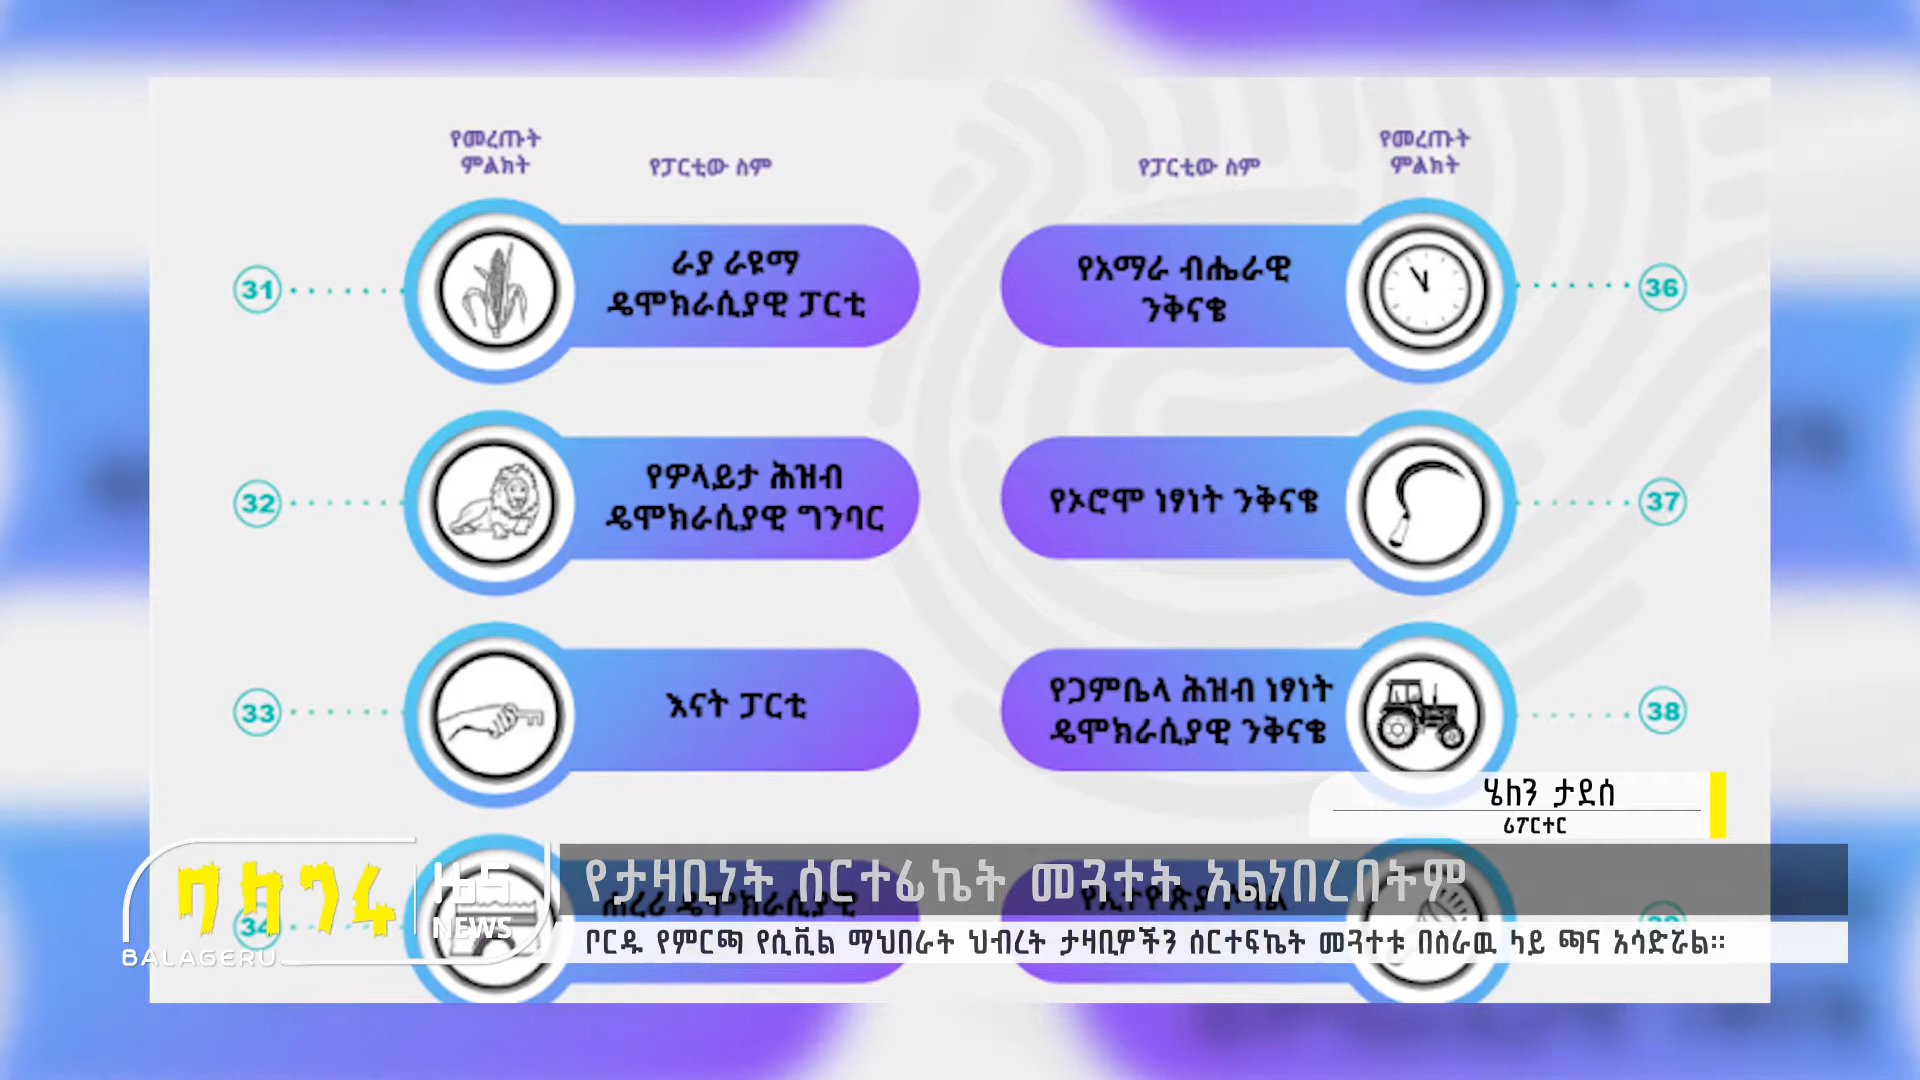 የመረጡት
ምልክት
የፓርቲው ስም
የፓርቲው ስም
የመረጡት
ምልክት
31
ራያ ራዩማ
ዴሞክራሲያዊ ፓርቲ
የአማራ ብሔራዊ
ንቅናቄ
36
32
የዎላይታ ሕዝብ
ዴሞክራሲያዊ ግንባር
የኦሮሞ ነፃነት ንቅናቄ
37
33
እናት ፓርቲ
የጋምቤላ ሕዝብ ነፃነት
ዴሞክራሲያዊ ንቅናቄ
38
ሄለን ታደሰ
ሪፖርተር
34
ባላገሩ
ዜና
NEWS
BALAGERU
የታዛቢነት ሰርተፊኬት መጓተት አልነበረበትም
ቦርዱ የምርጫ የሲቪል ማህበራት ህብረት ታዛቢዎችን ሰርተፍኬት መጓተቱ በስራዉ ላይ ጫና አሳድሯል።